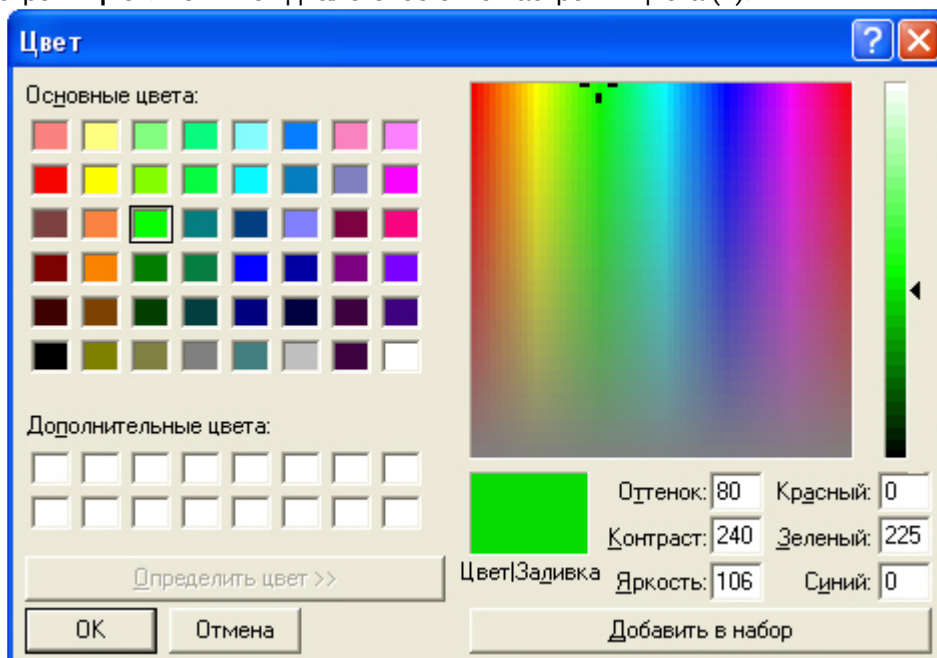 Цвет
Основные цвета:
Дополнительные цвета:
Определить цвет >>
OK
Отмена
Цвет|Заливка
Оттенок: 80
Контраст: 240
Яркость: 106
Красный: 0
Зеленый: 225
Синий: 0
Добавить в набор